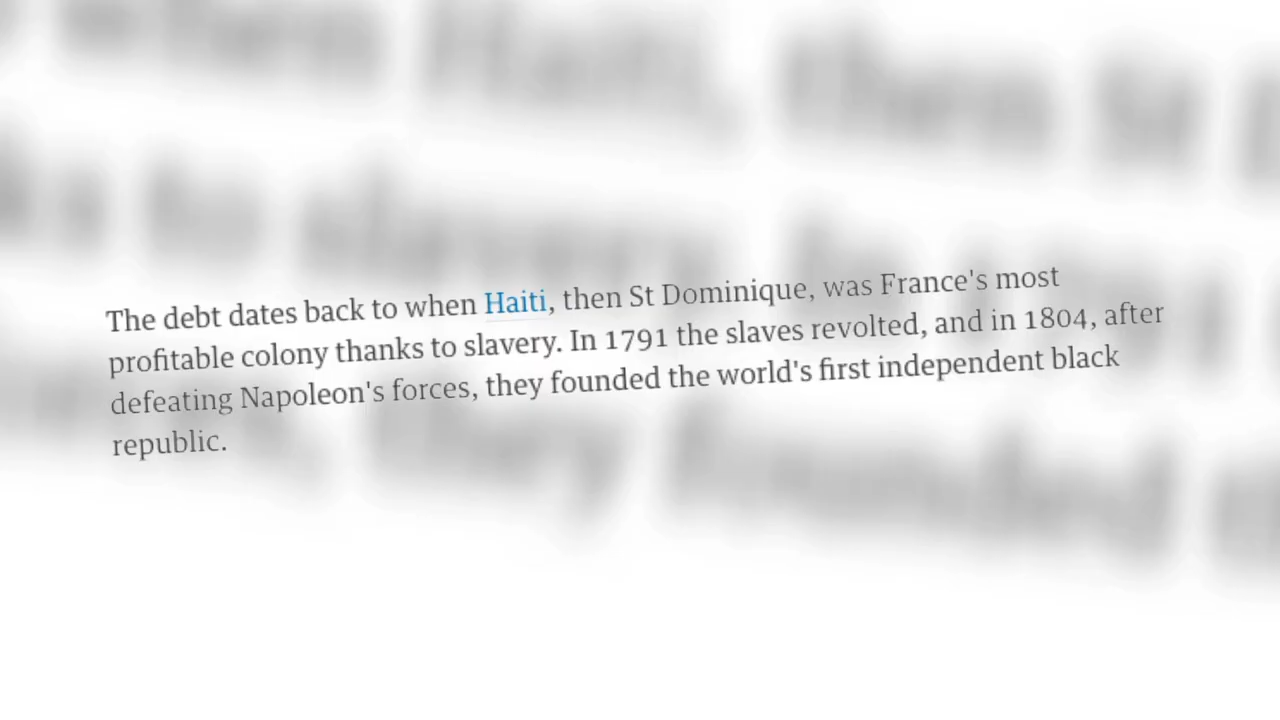 The debt dates back to when Haiti, then St Dominique, was France's most
profitable colony thanks to slavery. In 1791 the slaves revolted, and in 1804, after
defeating Napoleon's forces, they founded the world's first independent black
republic.